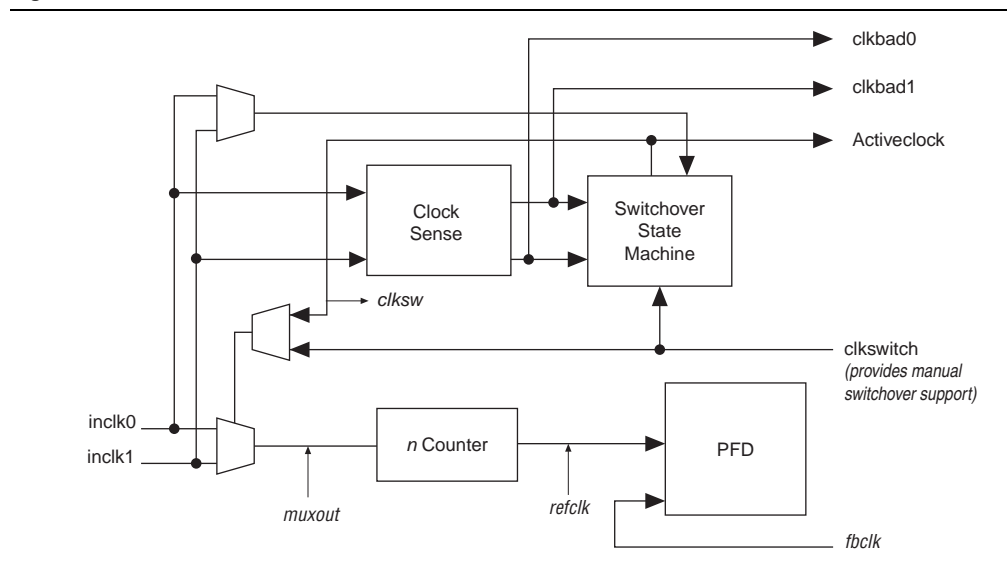 clkbad0
clkbad1
Activeclock
Clock
Sense
Switchover
State
Machine
clksw
clkswitch
(provides manual
switchover support)
inclk0
inclk1
n Counter
PFD
muxout
refclk
fbclk